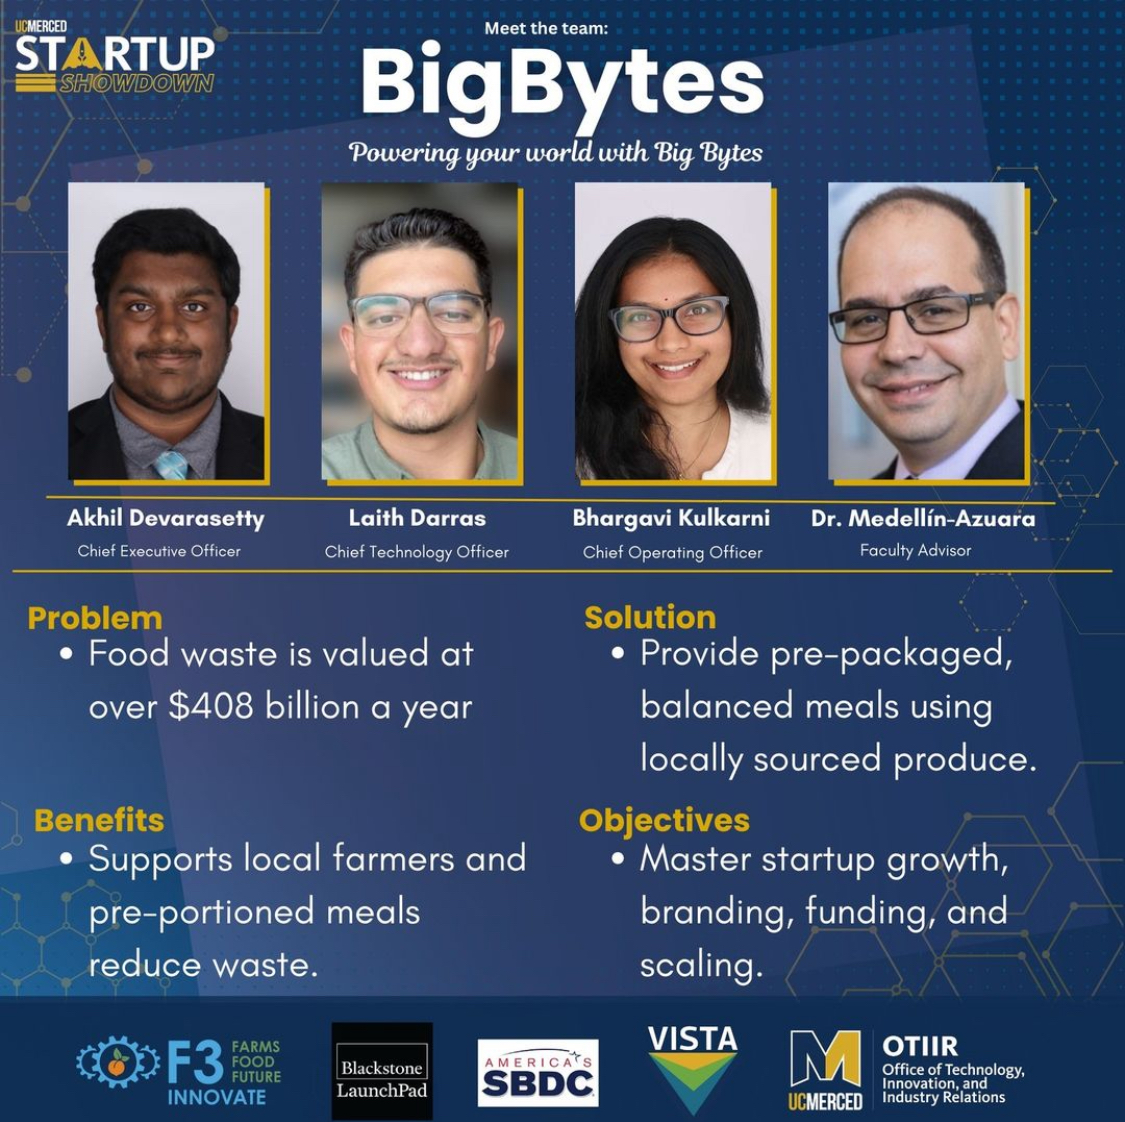 UCMERCED
STARTUP
SHOWDOWN
Meet the team:
BigBytes
Powering your world with Big Bytes
Akhil Devarasetty
Chief Executive Officer
Laith Darras
Chief Technology Officer
Bhargavi Kulkarni
Chief Operating Officer
Dr. Medellín-Azuara
Faculty Advisor
Problem
• Food waste is valued at
over $408 billion a year
Solution
• Provide pre-packaged,
balanced meals using
locally sourced produce.
Benefits
• Supports local farmers and
pre-portioned meals
reduce waste.
Objectives
• Master startup growth,
branding, funding, and
scaling.
F3
FARMS
FOOD
FUTURE
INNOVATE
Blackstone
LaunchPad
AMERICA'S
SBDC
VISTA
M
UCMERCED
OTIIR
Office of Technology,
Innovation, and
Industry Relations